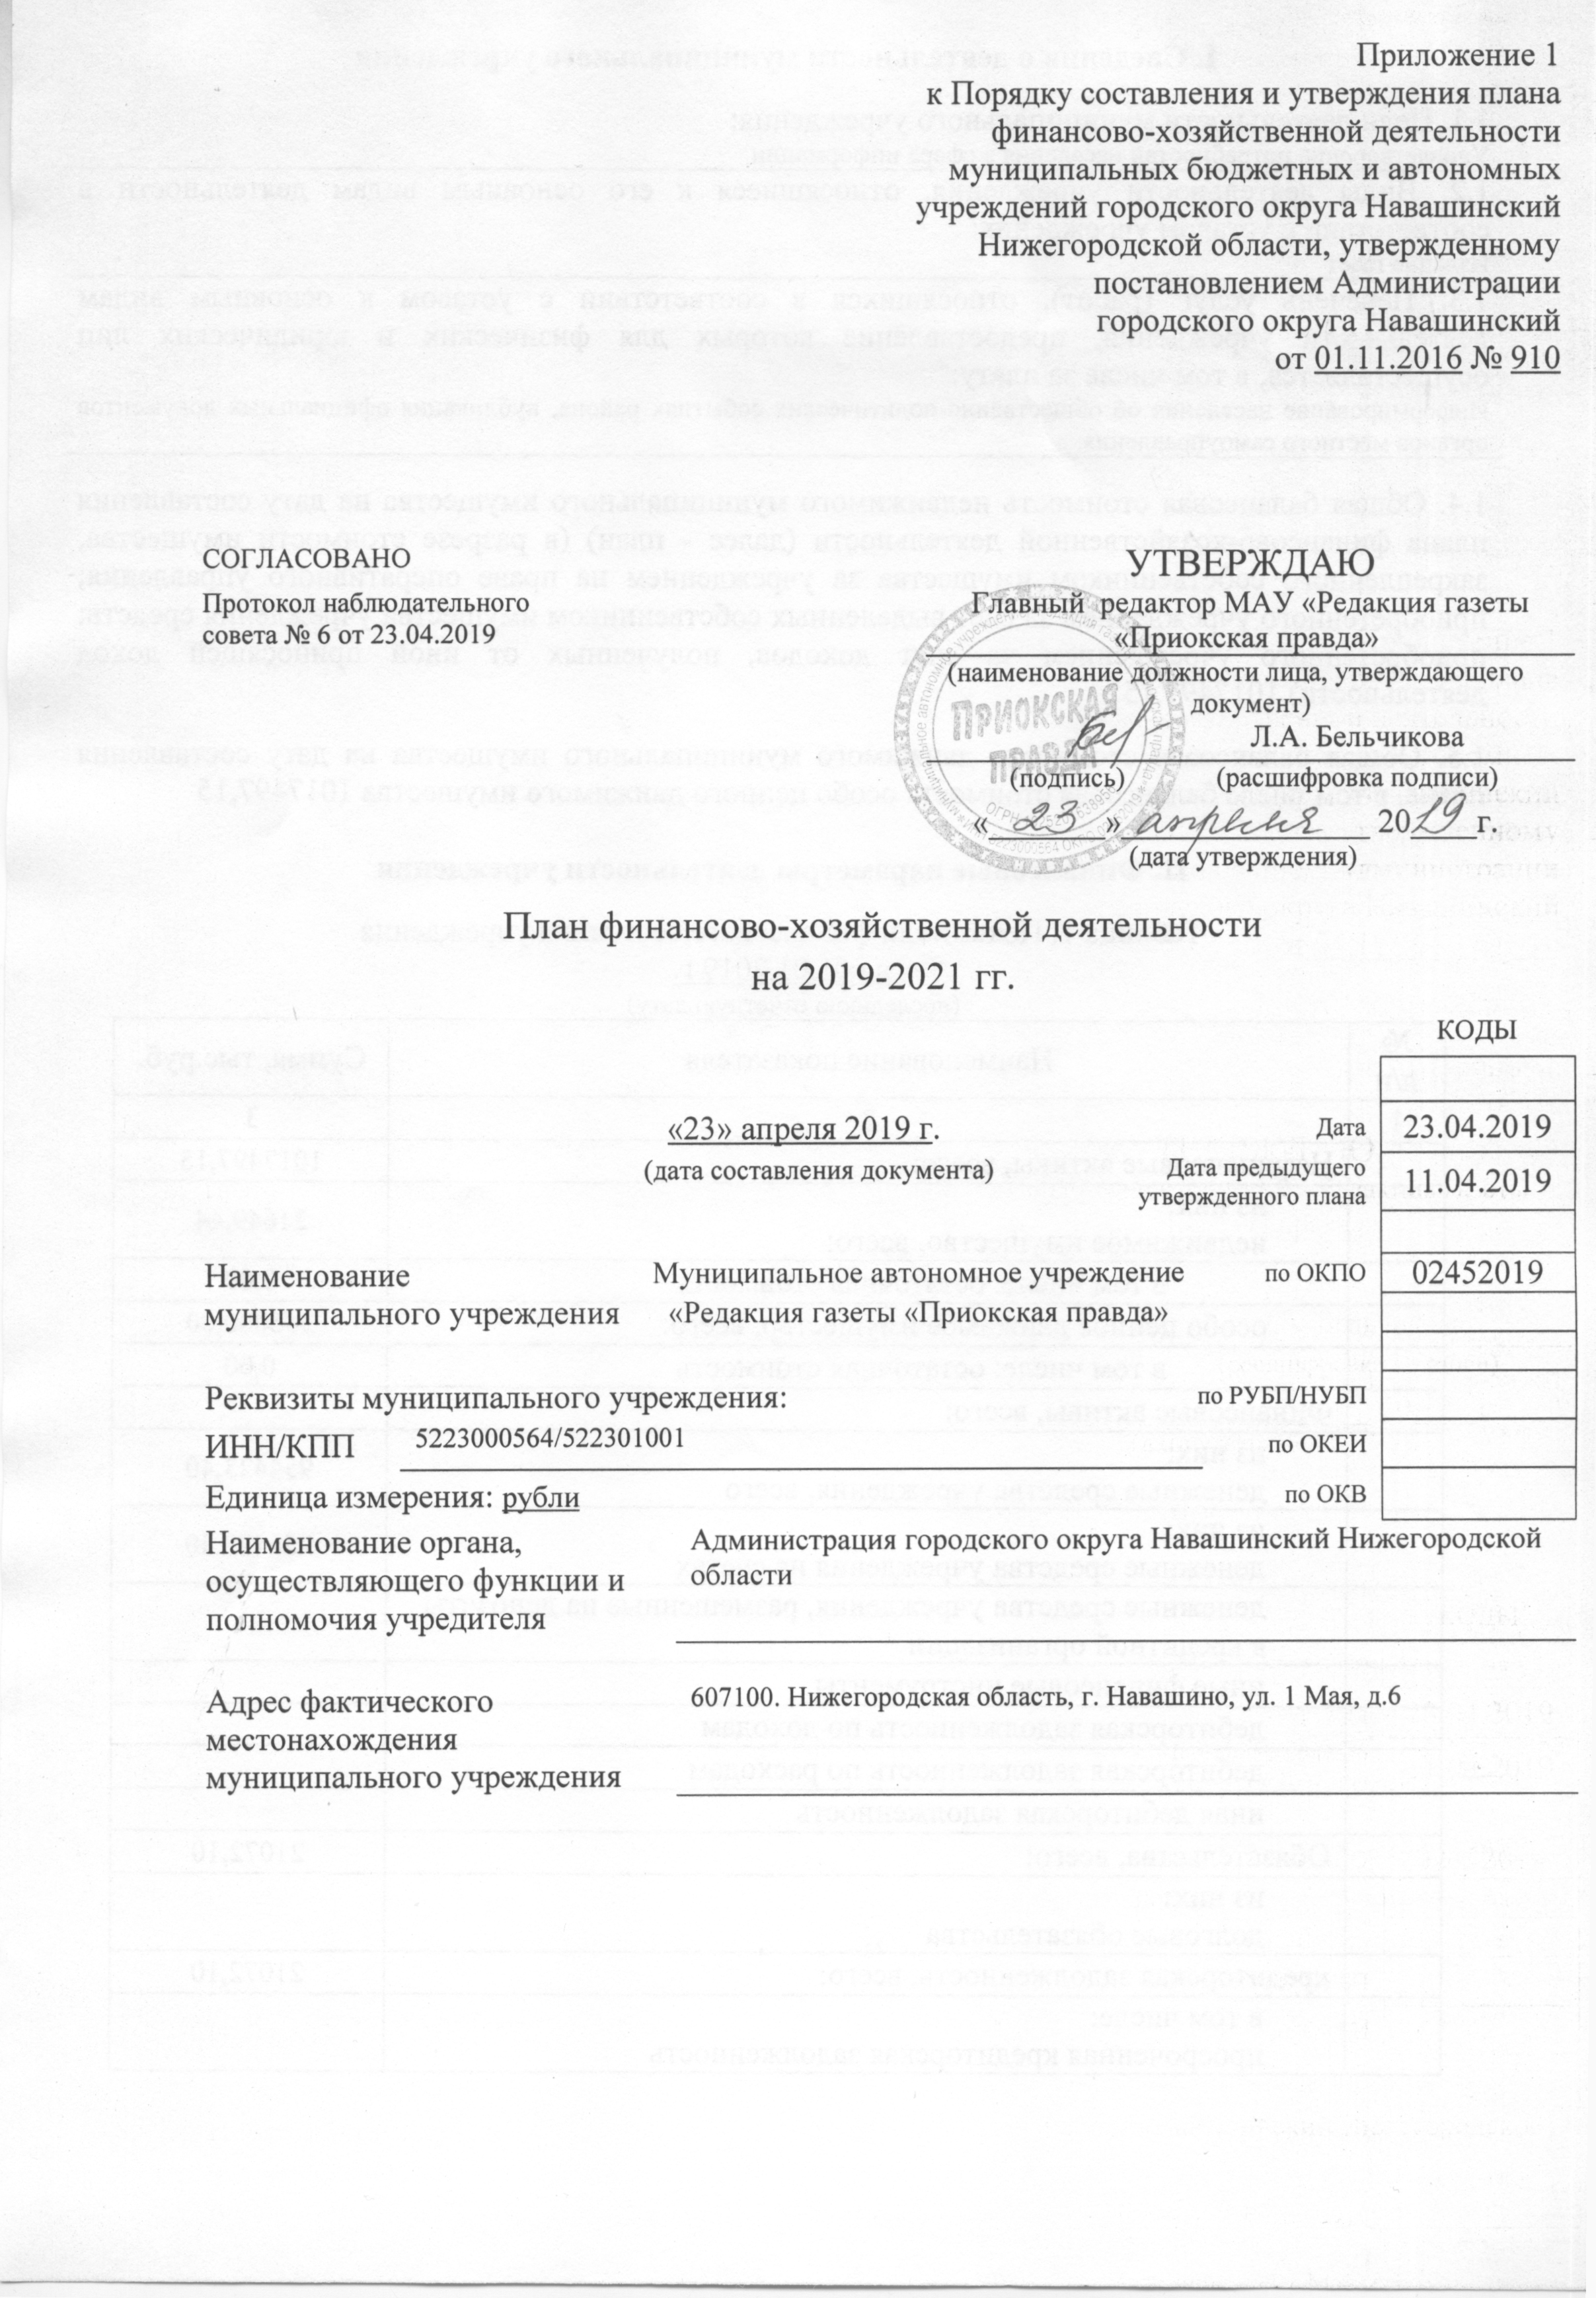 Приложение 1
к Порядку составления и утверждения плана
финансово-хозяйственной деятельности
муниципальных бюджетных и автономных
учреждений городского округа Навашинский
Нижегородской области, утвержденному
постановлением Администрации
городского округа Навашинский
от 01.11.2016 № 910
СОГЛАСОВАНО
Протокол наблюдательного
совета № 6 от 23.04.2019
УТВЕРЖДАЮ
Главный редактор МАУ «Редакция газеты
«Приокская правда»
(наименование должности лица, утверждающего
документ)
Л.А. Бельчикова
(подпись) (расшифровка подписи)
« 23 » апреля 2019 г.
(дата утверждения)
ПРИОКСКАЯ
ПРАВДА
План финансово-хозяйственной деятельности
на 2019-2021 гг.
КОДЫ
«23» апреля 2019 г. Дата 23.04.2019
(дата составления документа)
Дата предыдущего
утвержденного плана 11.04.2019
Наименование
муниципального учреждения
Муниципальное автономное учреждение
«Редакция газеты «Приокская правда»
по ОКПО 02452019
Реквизиты муниципального учреждения: по РУБП/НУБП
ИНН/КПП 5223000564/522301001 по ОКЕИ
Единица измерения: рубли по ОКВ
Наименование органа,
осуществляющего функции и
полномочия учредителя
Администрация городского округа Навашинский Нижегородской
области
Адрес фактического
местонахождения
муниципального учреждения
607100. Нижегородская область, г. Навашино, ул. 1 Мая, д.6